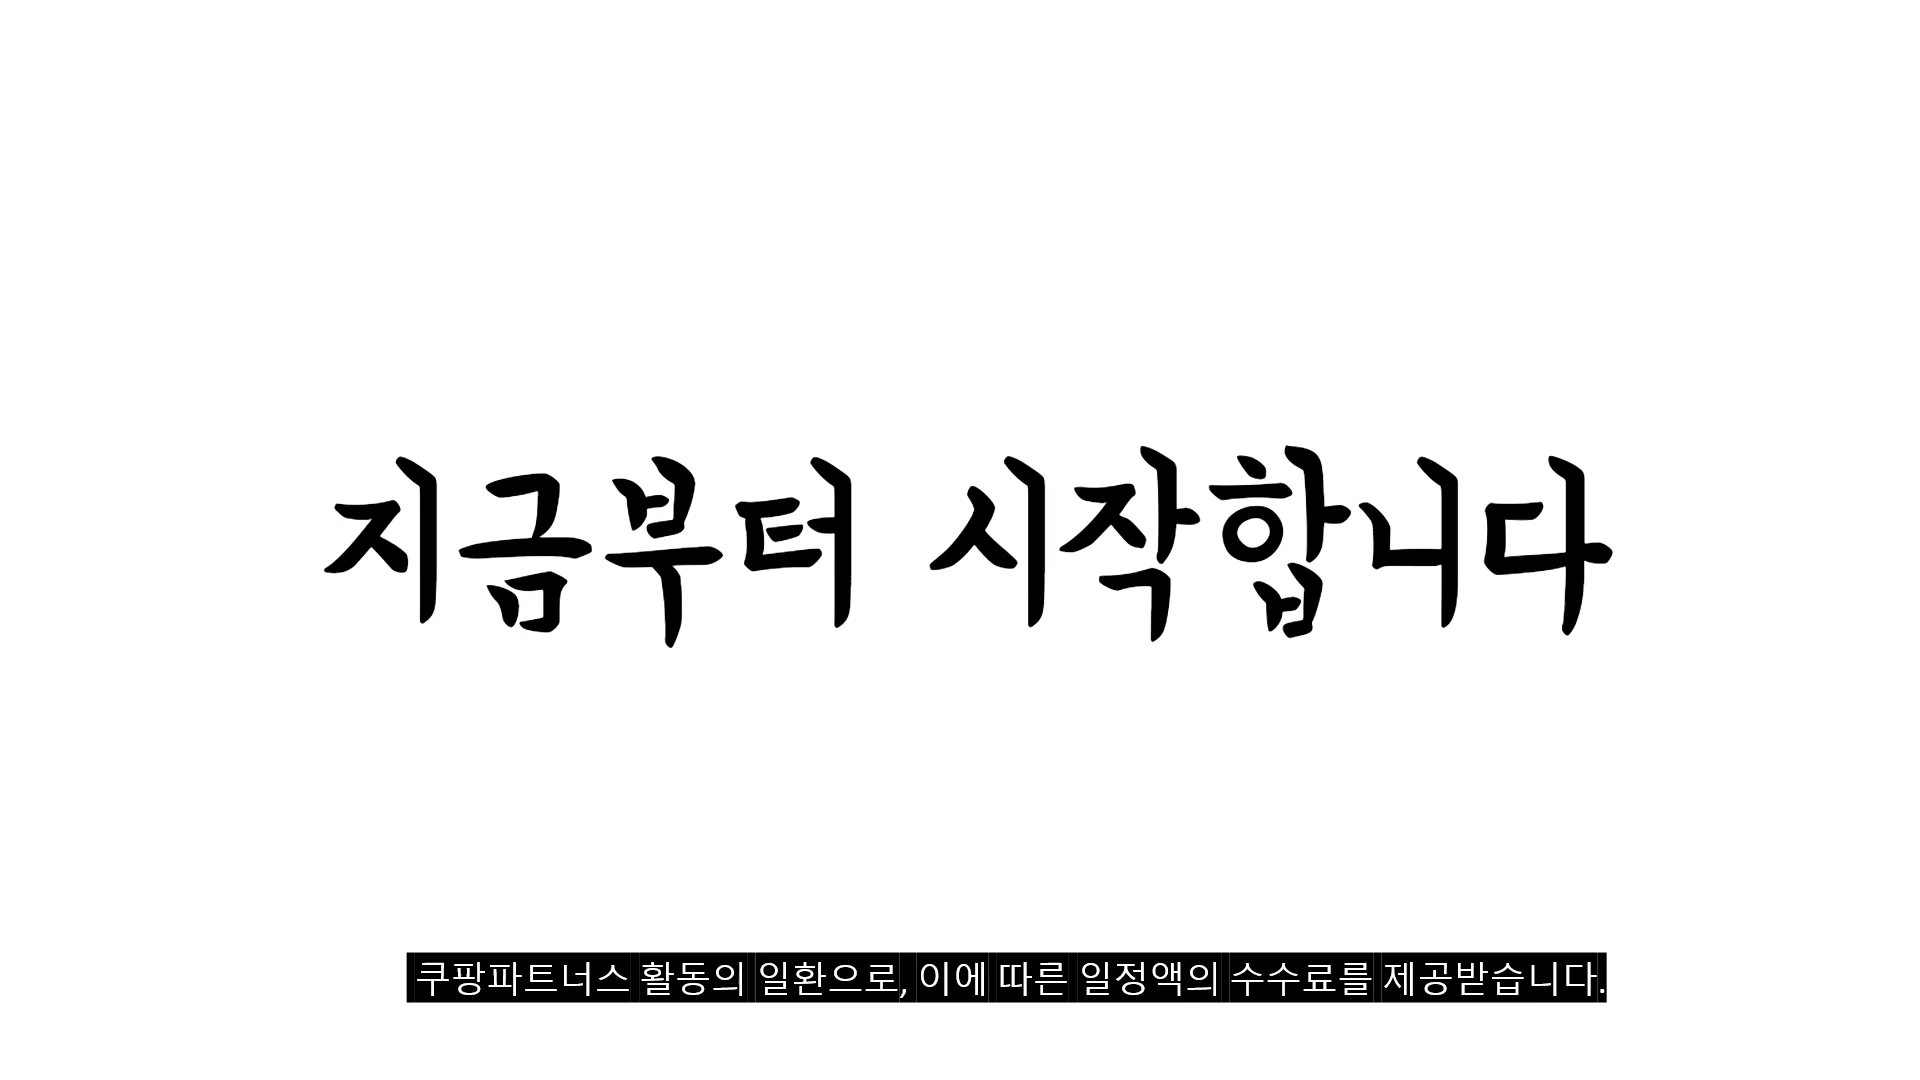 지금부터 시작합니다
쿠팡파트너스 활동의 일환으로, 이에 따른 일정액의 수수료를 제공받습니다.